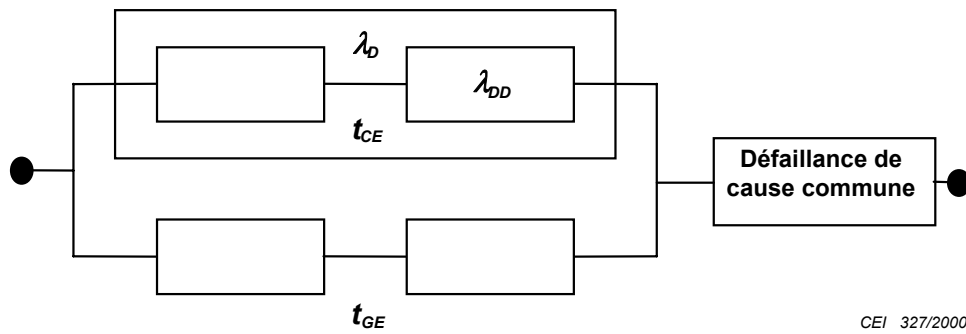 λD
λDD
tCE
Défaillance de
cause commune
tGE
CEI 327/2000